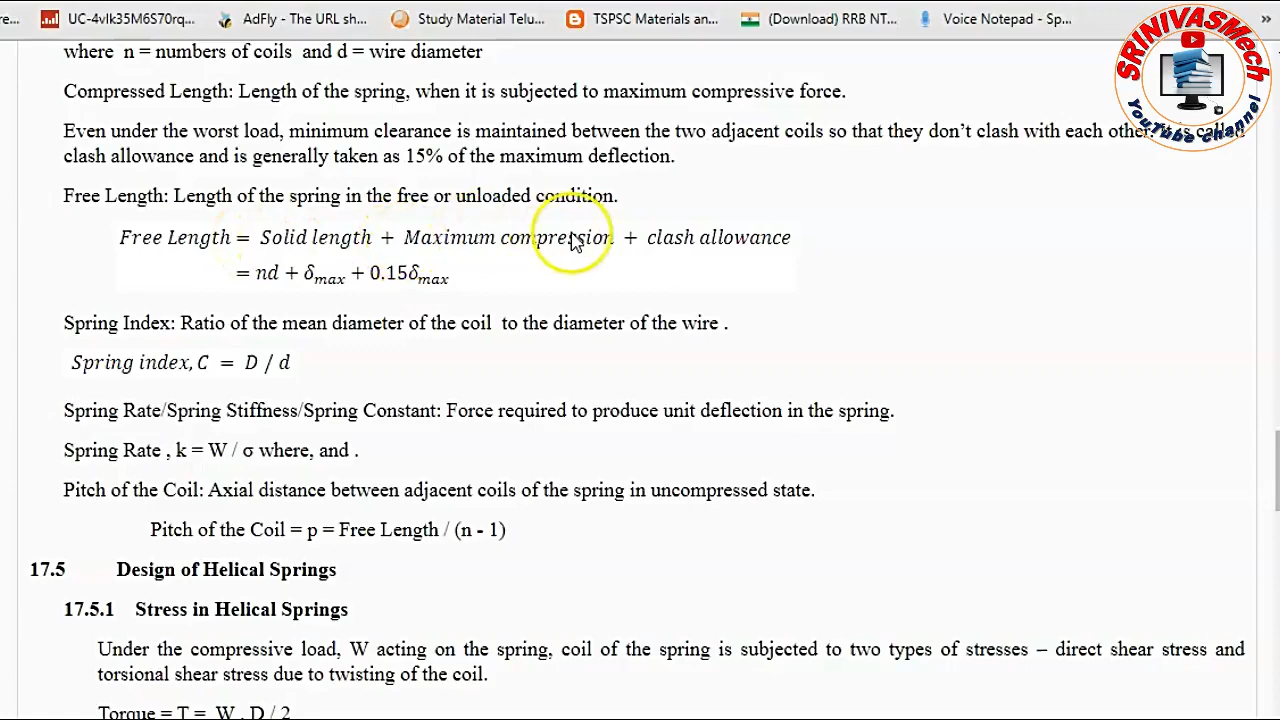 re...
UC-4vlk35M6S70rq...
AdFly - The URL sh...
Study Material Telu...
TSPSC Materials an...
(Download) RRB NT...
Voice Notepad - Sp...
»
SRINIVASMech
YouTube channel
where n = numbers of coils and d = wire diameter
Compressed Length: Length of the spring, when it is subjected to maximum compressive force.
Even under the worst load, minimum clearance is maintained between the two adjacent coils so that they don’t clash with each other.
clash allowance and is generally taken as 15% of the maximum deflection.
Free Length: Length of the spring in the free or unloaded condition.
Free Length = Solid length + Maximum compression + clash allowance
= nd + δmax + 0.15δmax
Spring Index: Ratio of the mean diameter of the coil to the diameter of the wire .
Spring index, C = D / d
Spring Rate/Spring Stiffness/Spring Constant: Force required to produce unit deflection in the spring.
Spring Rate , k = W / σ where, and .
Pitch of the Coil: Axial distance between adjacent coils of the spring in uncompressed state.
Pitch of the Coil = p = Free Length / (n - 1)
17.5 Design of Helical Springs
17.5.1 Stress in Helical Springs
Under the compressive load, W acting on the spring, coil of the spring is subjected to two types of stresses – direct shear stress and
torsional shear stress due to twisting of the coil.
Torque = T = W . D / 2